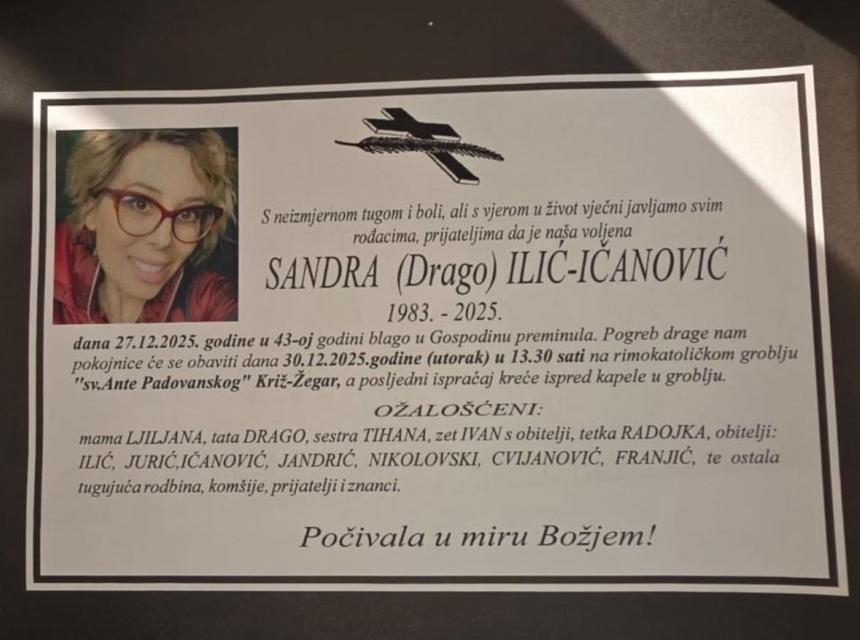 S neizmjernom tugom i boli, ali s vjerom u život vječni javljamo svim
rođacima, prijateljima da je naša voljena
SANDRA (Drago) ILIĆ-IČANOVIĆ
1983. - 2025.
dana 27.12.2025. godine u 43-oj godini blago u Gospodinu preminula. Pogreb drage nam
pokojnice će se obaviti dana 30.12.2025.godine (utorak) u 13.30 sati na rimokatoličkom groblju
"sv.Ante Padovanskog" Križ-Žegar, a posljedni ispraćaj kreće ispred kapele u groblju.
OŽALOŠĆENI:
mama LJILJANA, tata DRAGO, sestra TIHANA, zet IVAN s obitelji, tetka RADOJKA, obitelji:
ILIĆ, JURIĆ,IČANOVIĆ, JANDRIĆ, NIKOLOVSKI, CVIJANOVIĆ, FRANJIĆ, te ostala
tugujuća rodbina, komšije, prijatelji i znanci.
Počivala u miru Božjem!